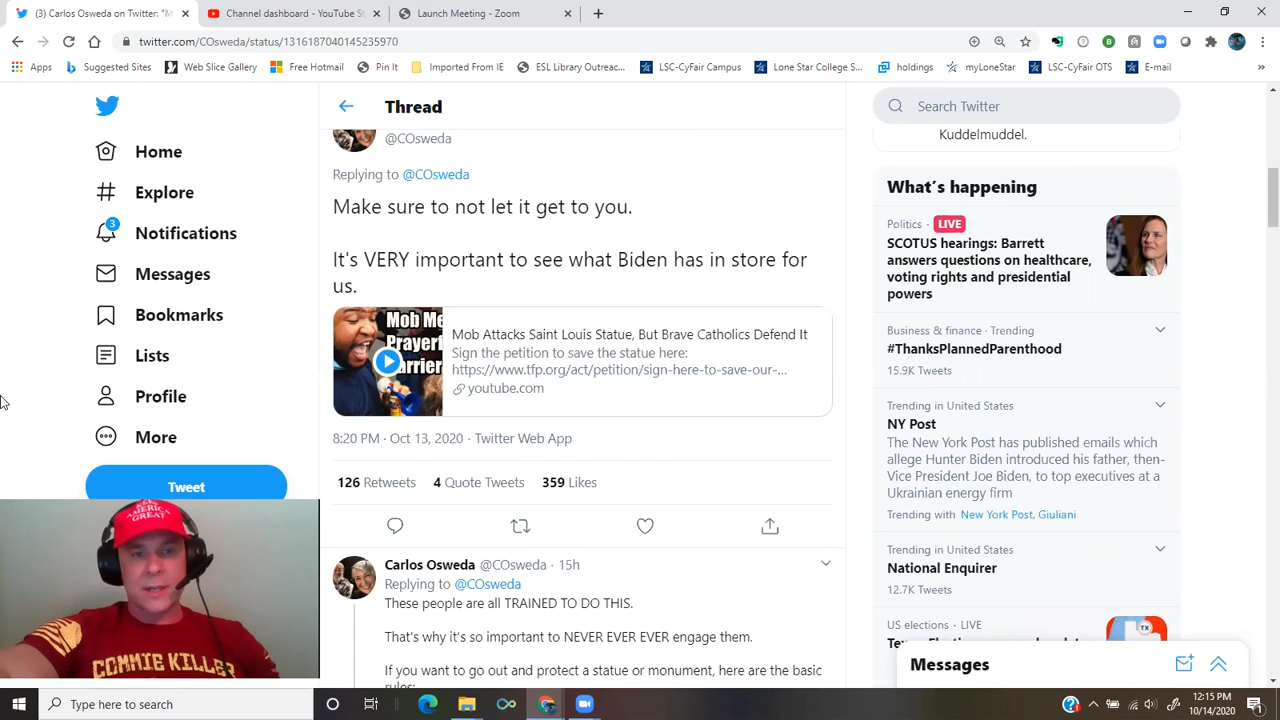 (3) Carlos Osweda on Twitter: "M
Channel dashboard - YouTube St
Launch Meeting - Zoom
twitter.com/COsweda/status/1316187040145235970
Apps
Suggested Sites
Web Slice Gallery
Free Hotmail
Pin It
Imported From IE
ESL Library Outreac...
LSC-CyFair Campus
Lone Star College S...
holdings
myLoneStar
LSC-CyFair OTS
E-mail
Home
Explore
3
Notifications
Messages
Bookmarks
Lists
Profile
More
Tweet
Thread
@COsweda
Replying to @COsweda
Make sure to not let it get to you.
It's VERY important to see what Biden has in store for
us.
Mob Me
Prayerf
arrier
Mob Attacks Saint Louis Statue, But Brave Catholics Defend It
Sign the petition to save the statue here:
https://www.tfp.org/act/petition/sign-here-to-save-our-...
youtube.com
8:20 PM · Oct 13, 2020 · Twitter Web App
126 Retweets 4 Quote Tweets 359 Likes
Carlos Osweda @COsweda · 15h
Replying to @COsweda
These people are all TRAINED TO DO THIS.
That's why it's so important to NEVER EVER EVER engage them.
If you want to go out and protect a statue or monument, here are the basic
rules:
Search Twitter
Kuddelmuddel.
What's happening
Politics · LIVE
SCOTUS hearings: Barrett
answers questions on healthcare,
voting rights and presidential
powers
Business & finance · Trending
#ThanksPlannedParenthood
15.9K Tweets
Trending in United States
NY Post
The New York Post has published emails which
allege Hunter Biden introduced his father, then-
Vice President Joe Biden, to top executives at a
Ukrainian energy firm
Trending with New York Post, Giuliani
Trending in United States
National Enquirer
12.7K Tweets
US elections · LIVE
TX
Messages
AMERICA
GREAT
COMMIE KILLER
Type here to search
12:15 PM
10/14/2020